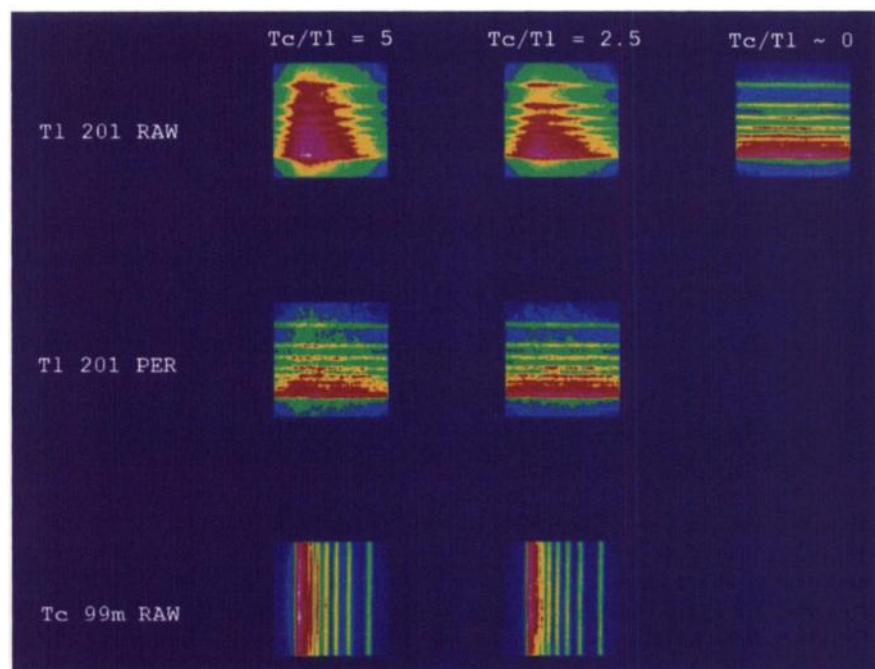 Tc/Tl = 5 Tc/Tl = 2.5 Tc/Tl ~ 0
Tl 201 RAW
Tl 201 PER
Tc 99m RAW